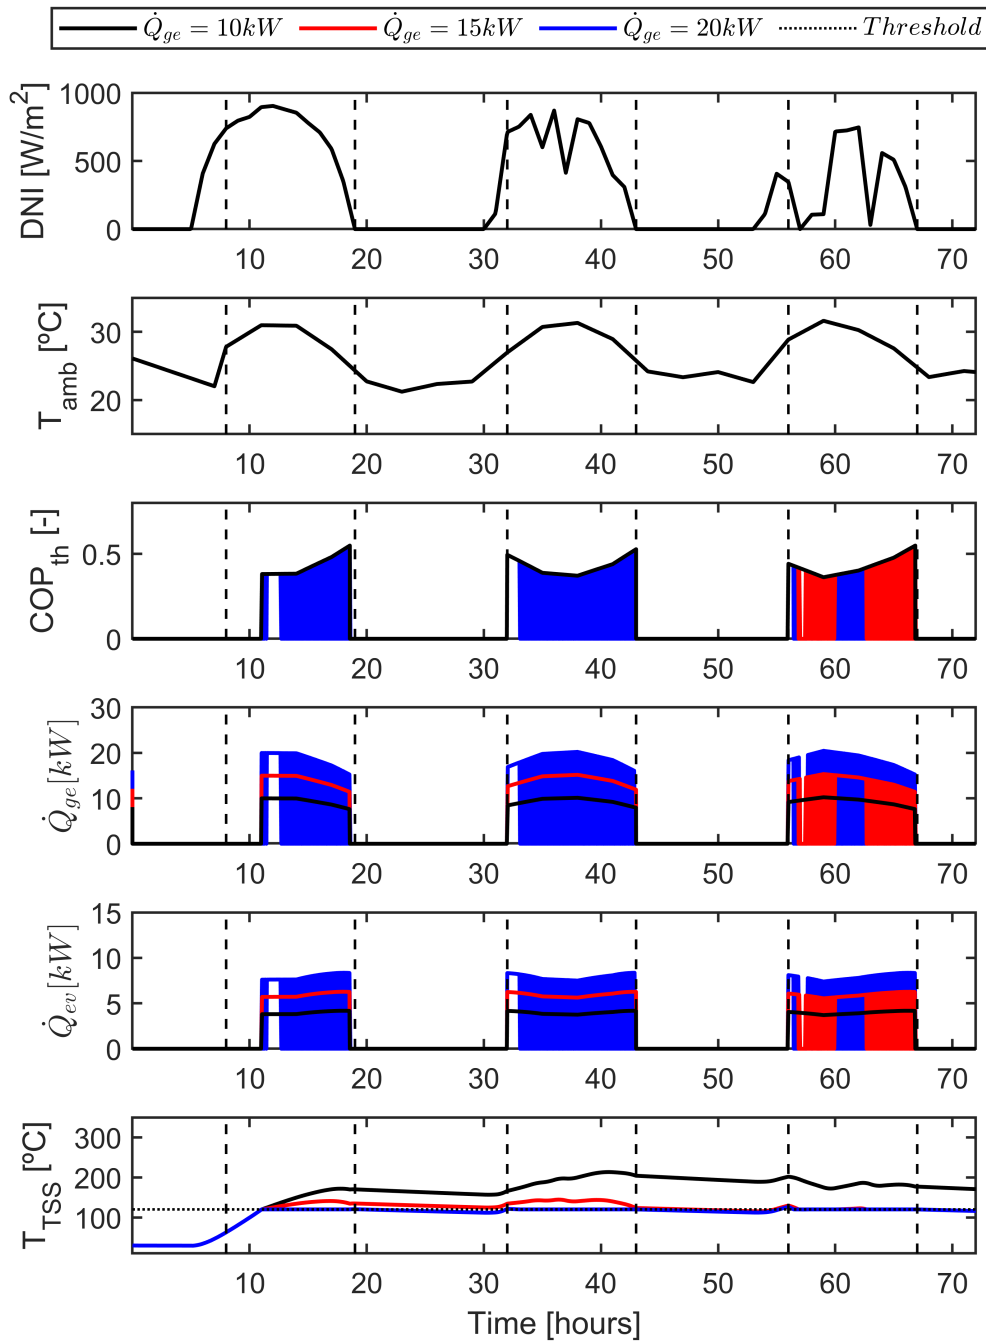 Q̇ge = 10kW Q̇ge = 15kW Q̇ge = 20kW Threshold
DNI [W/m²]
1000
500
0
10 20 30 40 50 60 70
Tamb [ºC]
30
20
10 20 30 40 50 60 70
COPth [-]
0.5
0
10 20 30 40 50 60 70
Q̇ge[kW]
30
20
10
0
10 20 30 40 50 60 70
Q̇ev[kW]
15
10
5
0
10 20 30 40 50 60 70
TTSS [ºC]
300
200
100
10 20 30 40 50 60 70
Time [hours]